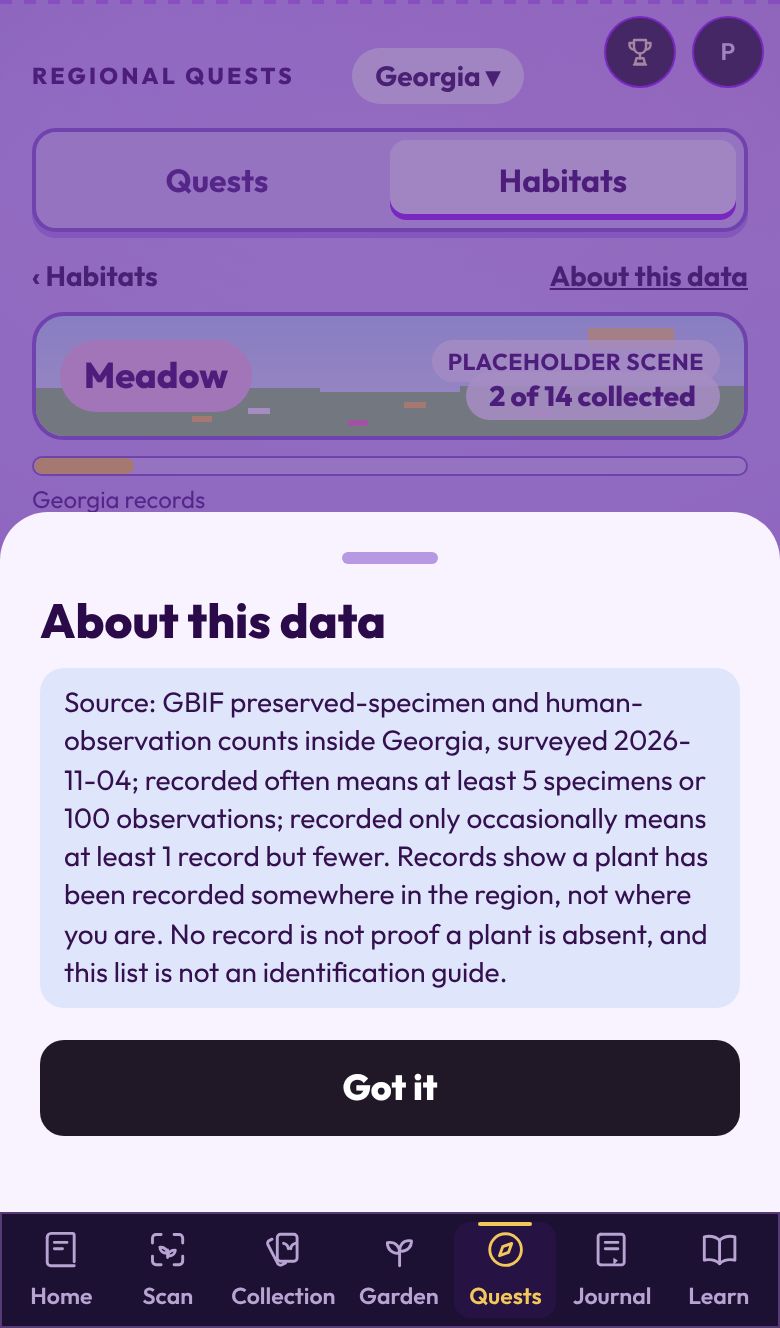 REGIONAL QUESTS
Georgia ▾
P
Quests
Habitats
‹ Habitats
About this data
Meadow
PLACEHOLDER SCENE
2 of 14 collected
Georgia records
About this data
Source: GBIF preserved-specimen and human-
observation counts inside Georgia, surveyed 2026-
11-04; recorded often means at least 5 specimens or
100 observations; recorded only occasionally means
at least 1 record but fewer. Records show a plant has
been recorded somewhere in the region, not where
you are. No record is not proof a plant is absent, and
this list is not an identification guide.
Got it
Home
Scan
Collection
Garden
Quests
Journal
Learn